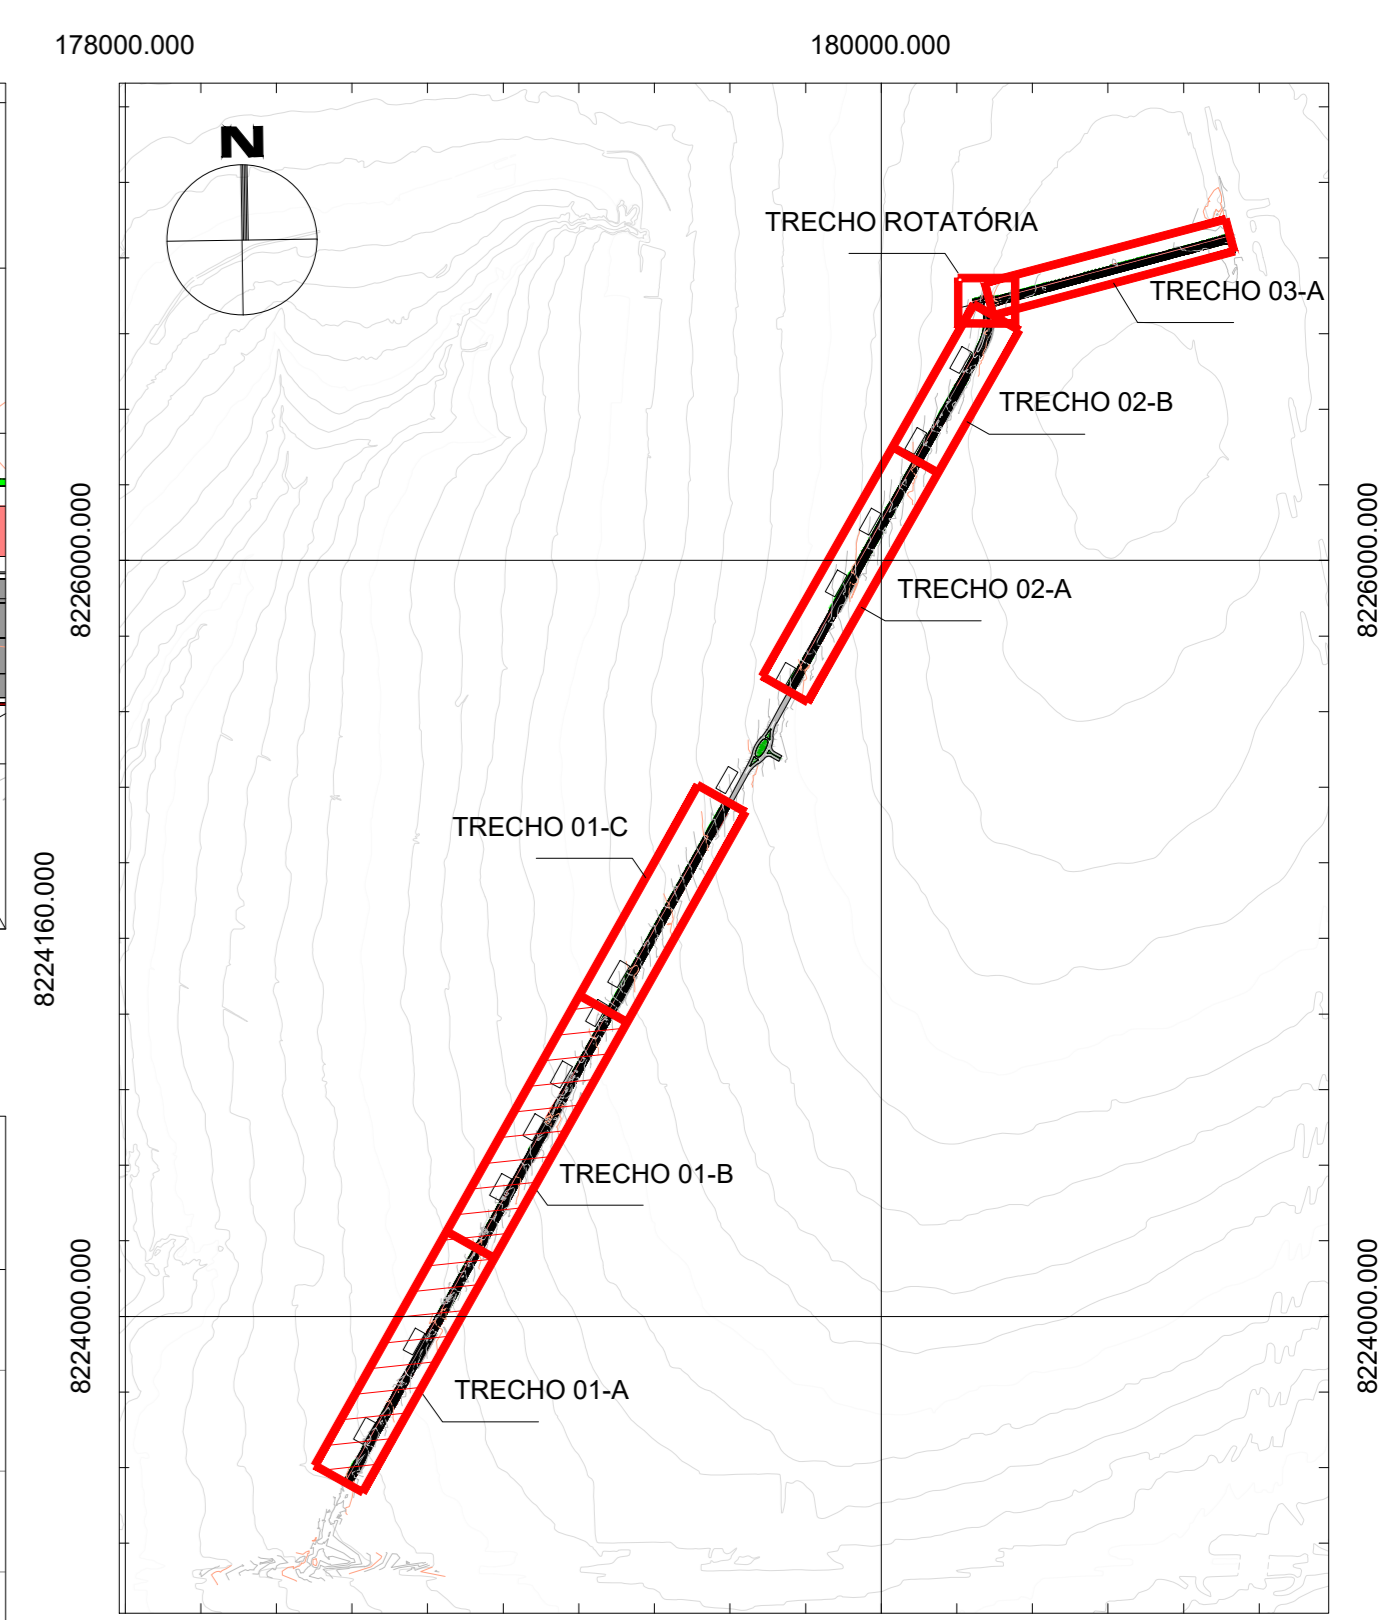 178000.000
180000.000
N
TRECHO ROTATÓRIA
TRECHO 03-A
TRECHO 02-B
8226000.000
8226000.000
TRECHO 02-A
TRECHO 01-C
8224160.000
TRECHO 01-B
8224000.000
8224000.000
TRECHO 01-A